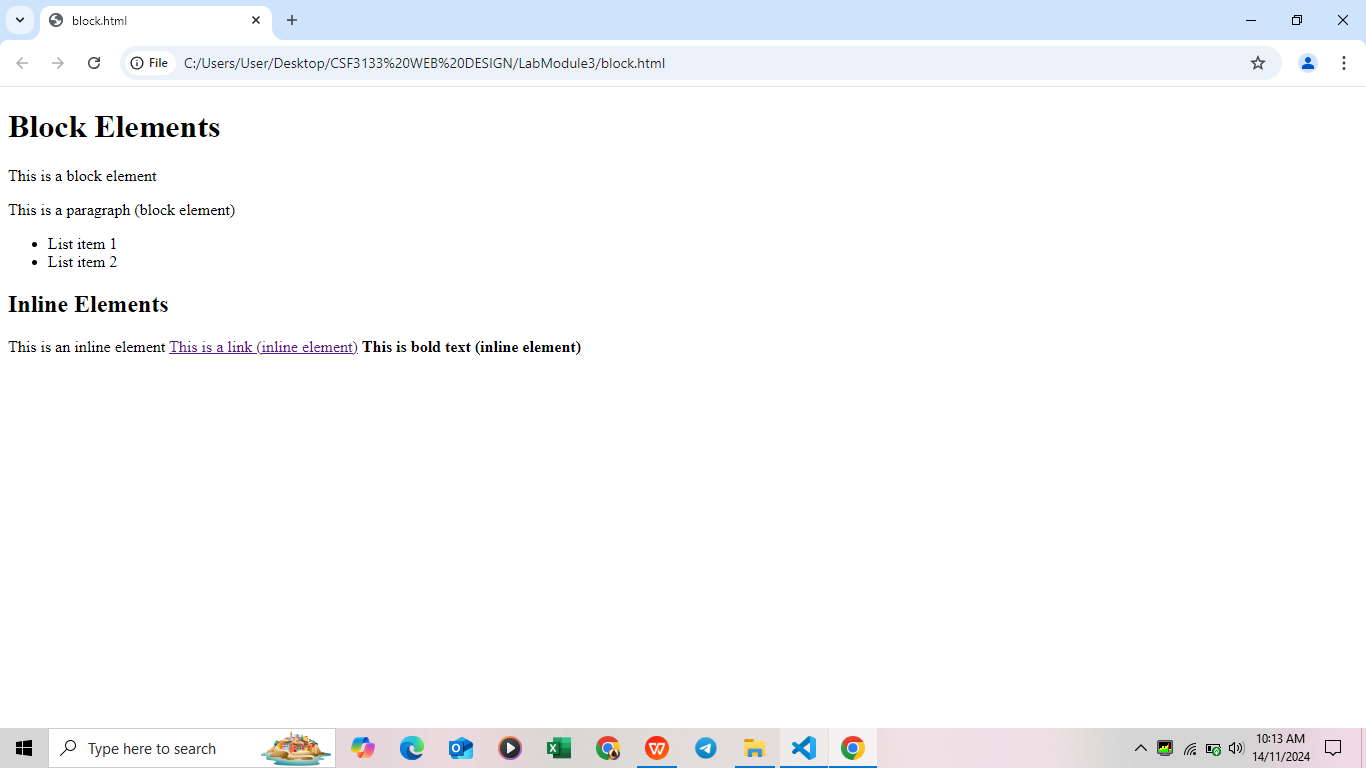 block.html
File
C:/Users/User/Desktop/CSF3133%20WEB%20DESIGN/LabModule3/block.html
Block Elements
This is a block element
This is a paragraph (block element)
• List item 1
• List item 2
Inline Elements
This is an inline element This is a link (inline element) This is bold text (inline element)
Type here to search
10:13 AM
14/11/2024